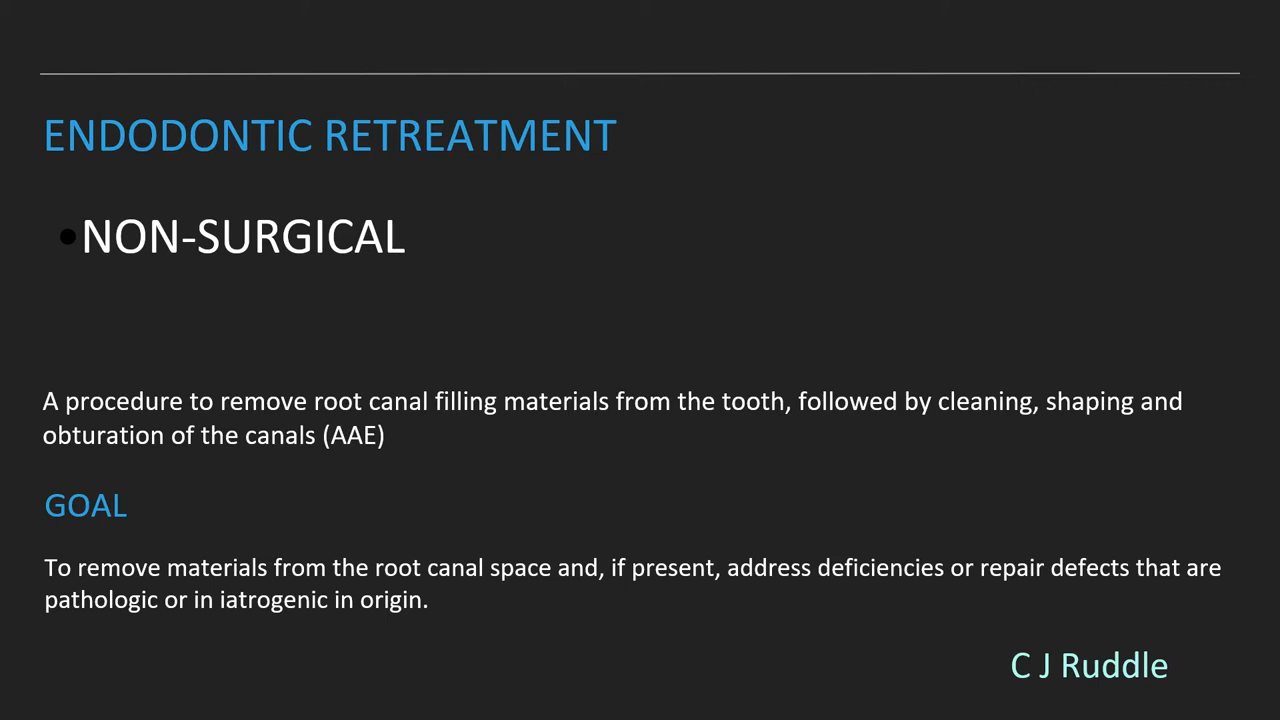 ENDODONTIC RETREATMENT
•NON-SURGICAL
A procedure to remove root canal filling materials from the tooth, followed by cleaning, shaping and
obturation of the canals (AAE)
GOAL
To remove materials from the root canal space and, if present, address deficiencies or repair defects that are
pathologic or in iatrogenic in origin.
C J Ruddle